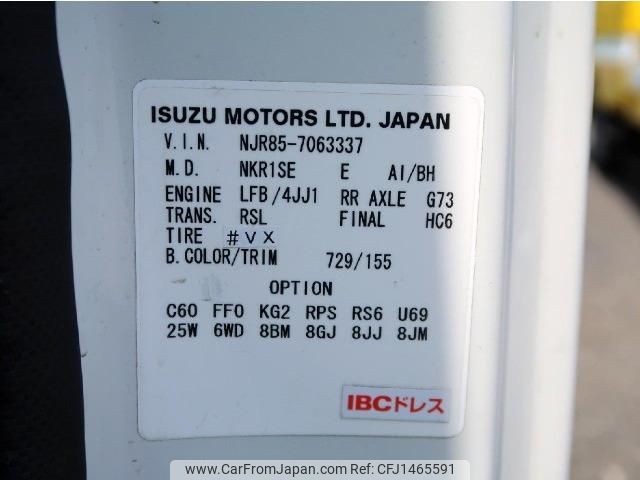 ISUZU MOTORS LTD. JAPAN
V.I.N. NJR85-7063337
M.D. NKR1SE E AI/BH
ENGINE LFB/4JJ1 RR AXLE G73
TRANS. RSL FINAL HC6
TIRE #VX
B.COLOR/TRIM 729/155
OPTION
C60 FF0 KG2 RPS RS6 U69
25W 6WD 8BM 8GJ 8JJ 8JM
IBCドレス
www.CarFromJapan.com - CFJ1465591